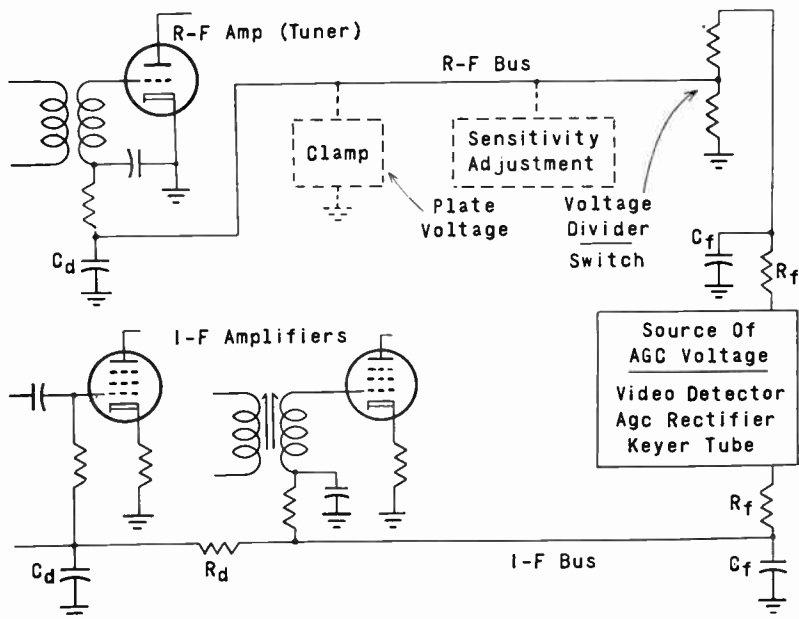 R-F Amp (Tuner)
R-F Bus
Clamp
Sensitivity
Adjustment
Plate
Voltage
Voltage
Divider
Switch
Cd
Cf
Rf
I-F Amplifiers
Source Of
AGC Voltage
Video Detector
Agc Rectifier
Keyer Tube
Rf
Cd
Rd
I-F Bus
Cf